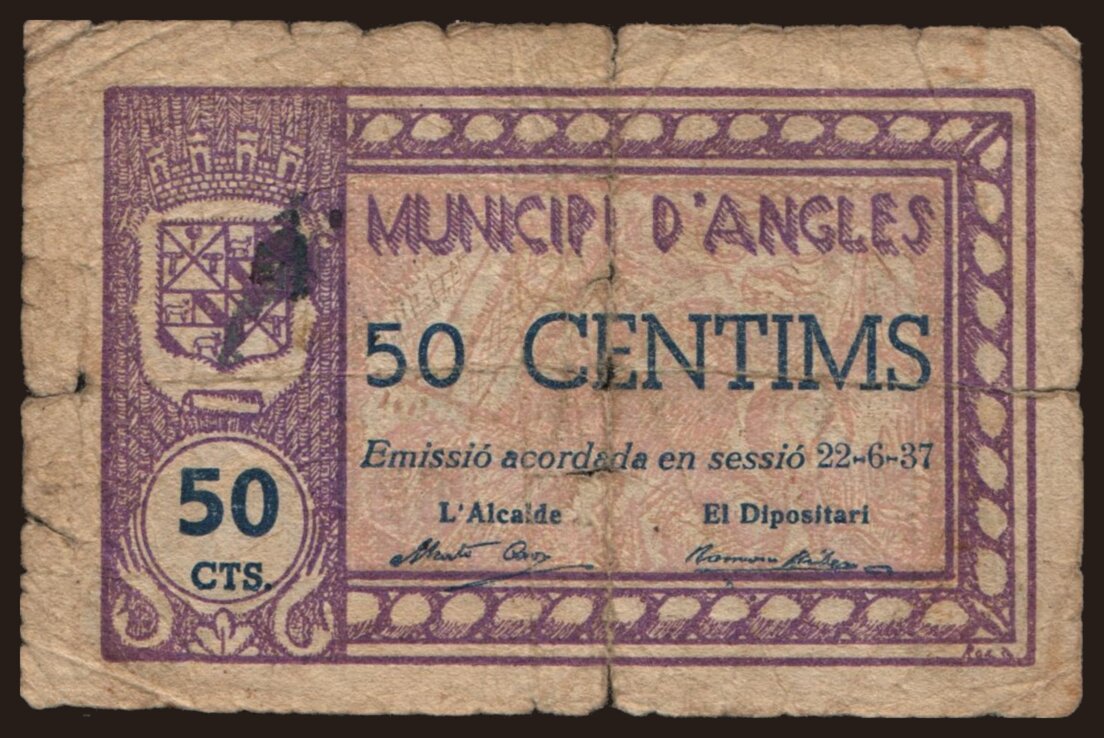 MUNICIPI D'ANGLES
50 CENTIMS
Emissió acordada en sessió 22-6-37
L'Alcalde El Dipositari
50
CTS.